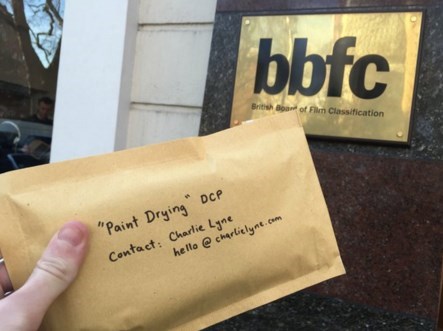 bbfc
British Board of Film Classification
"Paint Drying" DCP
Contact: Charlie Lyne
hello @ charlielyne.com